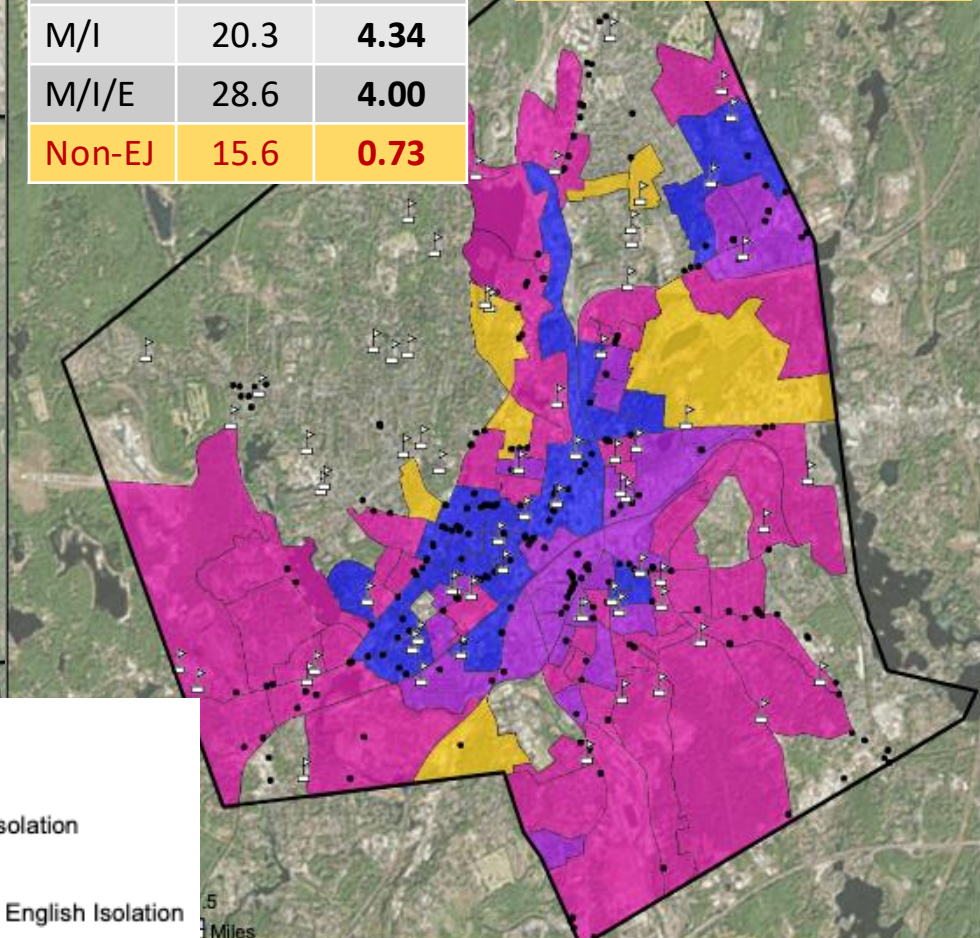 M/I 20.3 4.34
M/I/E 28.6 4.00
Non-EJ 15.6 0.73
solation
English Isolation
.5
Miles